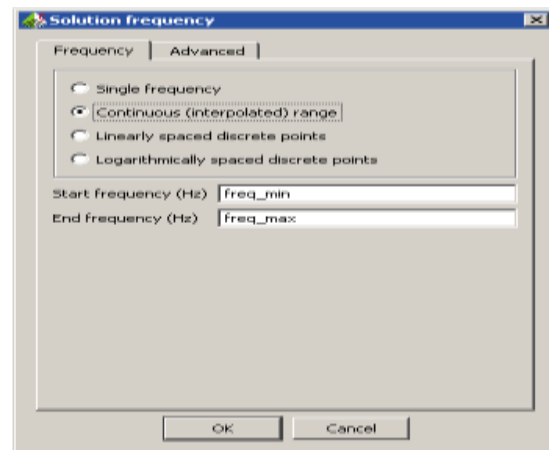 Solution frequency
Frequency Advanced
Single frequency
Continuous (interpolated) range
Linearly spaced discrete points
Logarithmically spaced discrete points
Start frequency (Hz) freq_min
End frequency (Hz) freq_max
OK Cancel